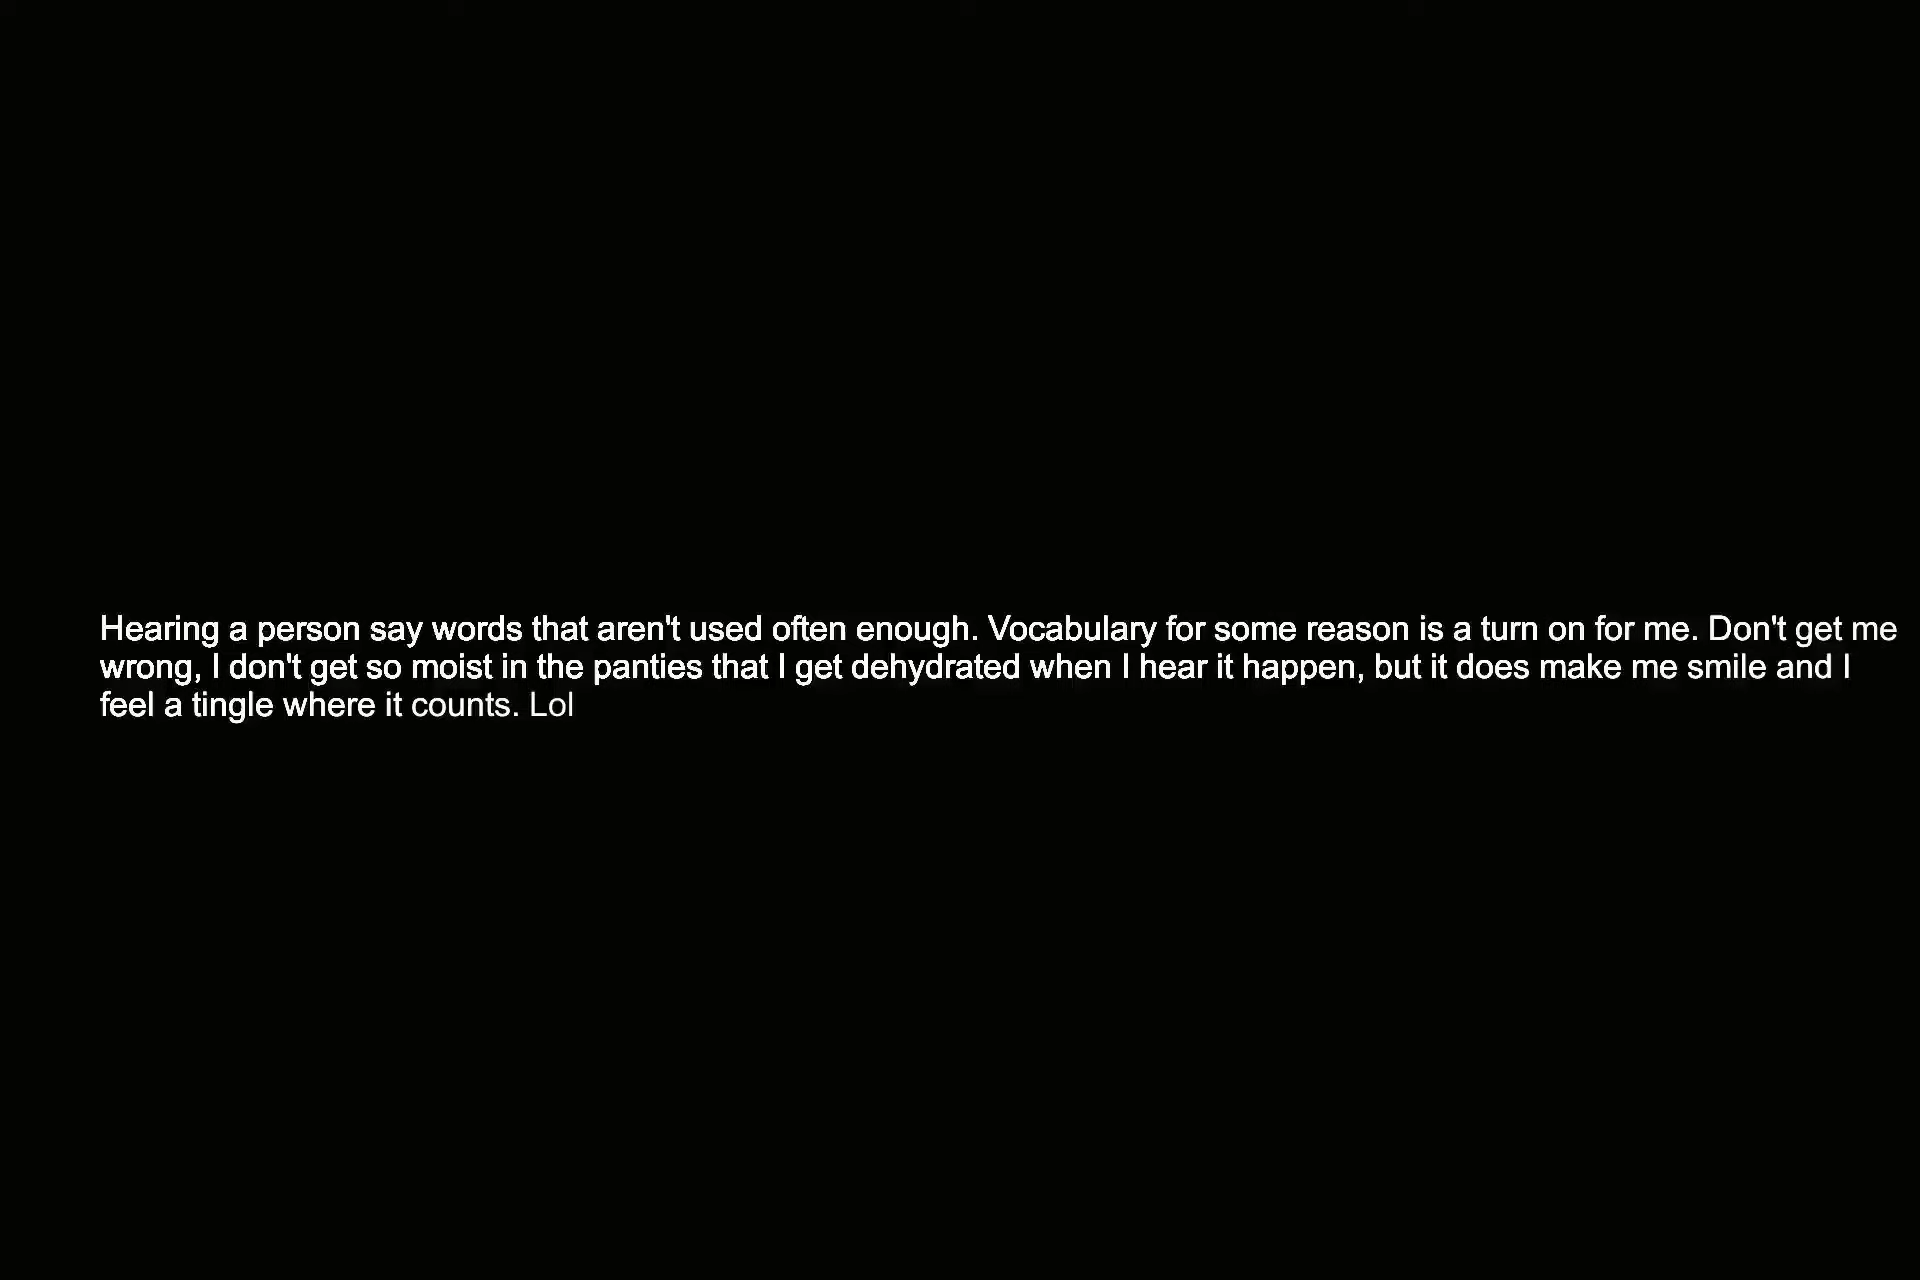 Hearing a person say words that aren't used often enough. Vocabulary for some reason is a turn on for me. Don't get me
wrong, I don't get so moist in the panties that I get dehydrated when I hear it happen, but it does make me smile and I
feel a tingle where it counts. Lol